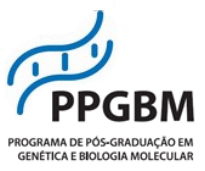 PPGBM
PROGRAMA DE PÓS-GRADUAÇÃO EM
GENÉTICA E BIOLOGIA MOLECULAR